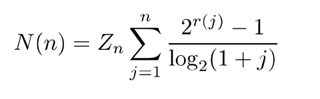 N(n) = Z_n \sum_{j=1}^{n} \frac{2^{r(j)} - 1}{\log_2(1 + j)}